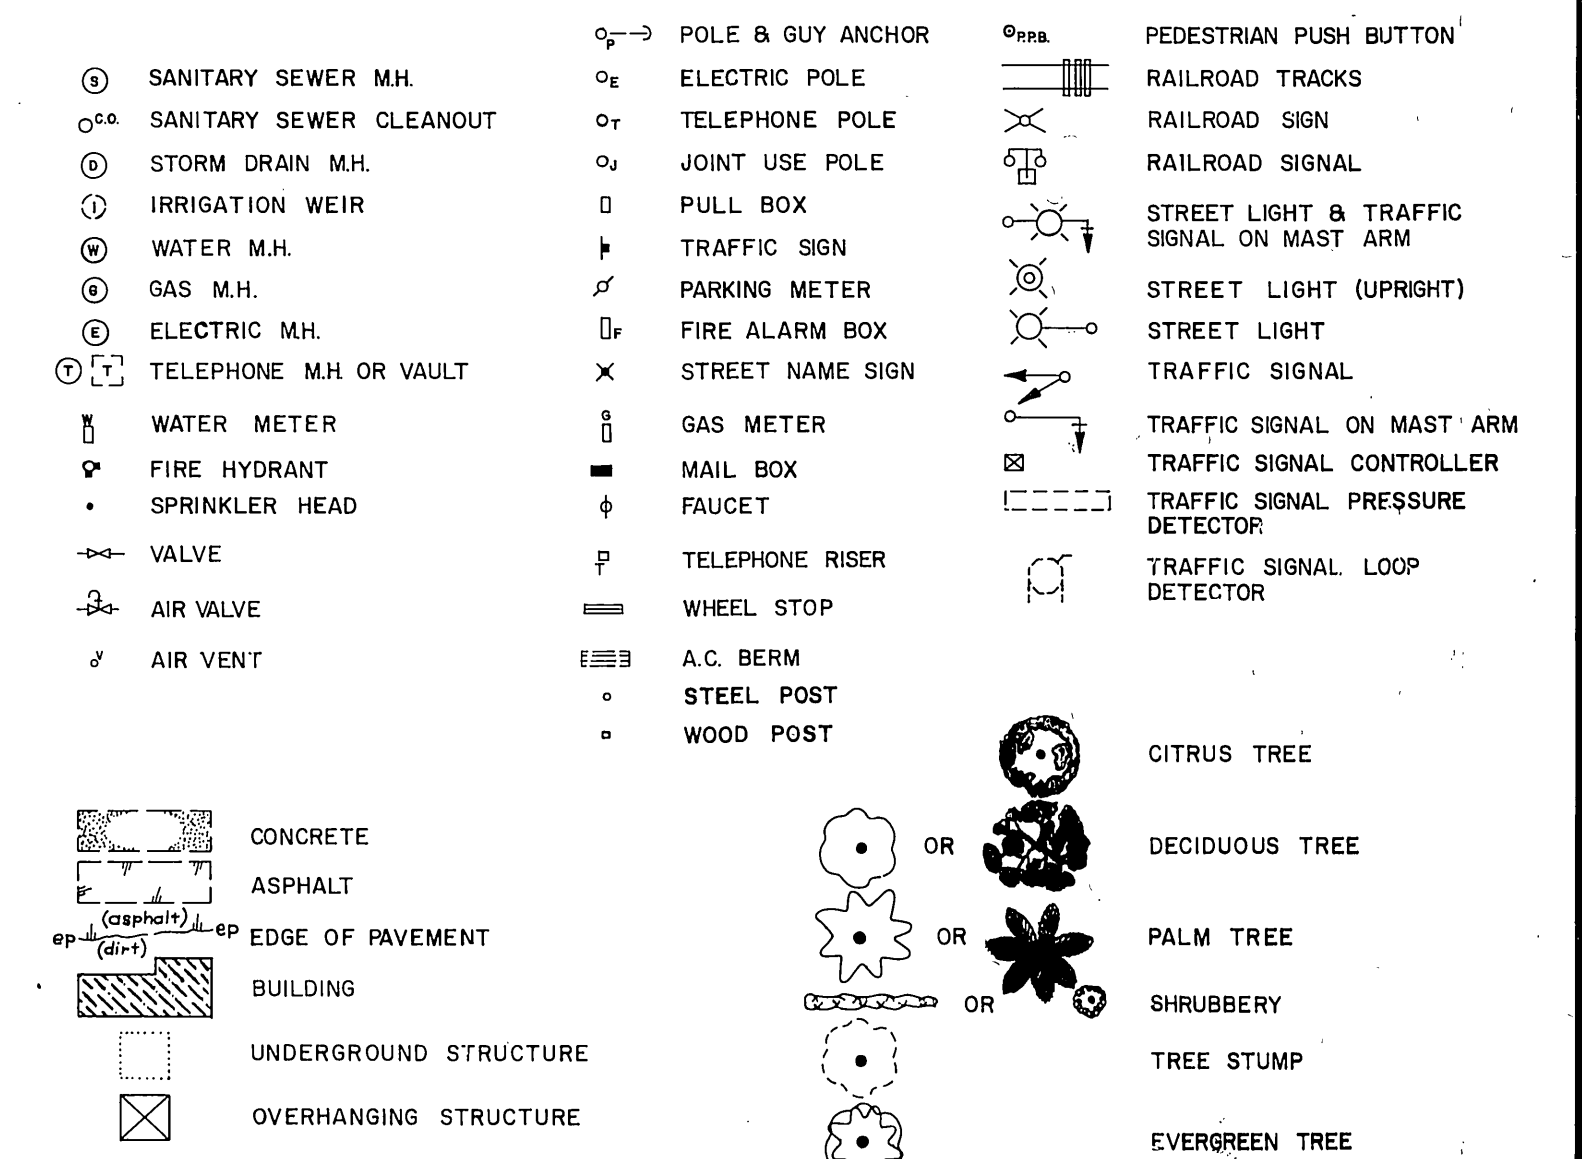 S SANITARY SEWER M.H.
C.O. SANITARY SEWER CLEANOUT
D STORM DRAIN M.H.
I IRRIGATION WEIR
W WATER M.H.
G GAS M.H.
E ELECTRIC M.H.
T T TELEPHONE M.H. OR VAULT
W WATER METER
FIRE HYDRANT
SPRINKLER HEAD
VALVE
AIR VALVE
V AIR VENT
P POLE & GUY ANCHOR
E ELECTRIC POLE
T TELEPHONE POLE
J JOINT USE POLE
PULL BOX
TRAFFIC SIGN
PARKING METER
F FIRE ALARM BOX
STREET NAME SIGN
G GAS METER
MAIL BOX
FAUCET
T TELEPHONE RISER
WHEEL STOP
A.C. BERM
STEEL POST
WOOD POST
P.P.B. PEDESTRIAN PUSH BUTTON
RAILROAD TRACKS
RAILROAD SIGN
RAILROAD SIGNAL
STREET LIGHT & TRAFFIC
SIGNAL ON MAST ARM
STREET LIGHT (UPRIGHT)
STREET LIGHT
TRAFFIC SIGNAL
TRAFFIC SIGNAL ON MAST ARM
TRAFFIC SIGNAL CONTROLLER
TRAFFIC SIGNAL PRESSURE
DETECTOR
TRAFFIC SIGNAL LOOP
DETECTOR
CONCRETE
ASPHALT
ep (asphalt) ep EDGE OF PAVEMENT
(dirt)
BUILDING
UNDERGROUND STRUCTURE
OVERHANGING STRUCTURE
CITRUS TREE
OR DECIDUOUS TREE
OR PALM TREE
OR SHRUBBERY
TREE STUMP
EVERGREEN TREE